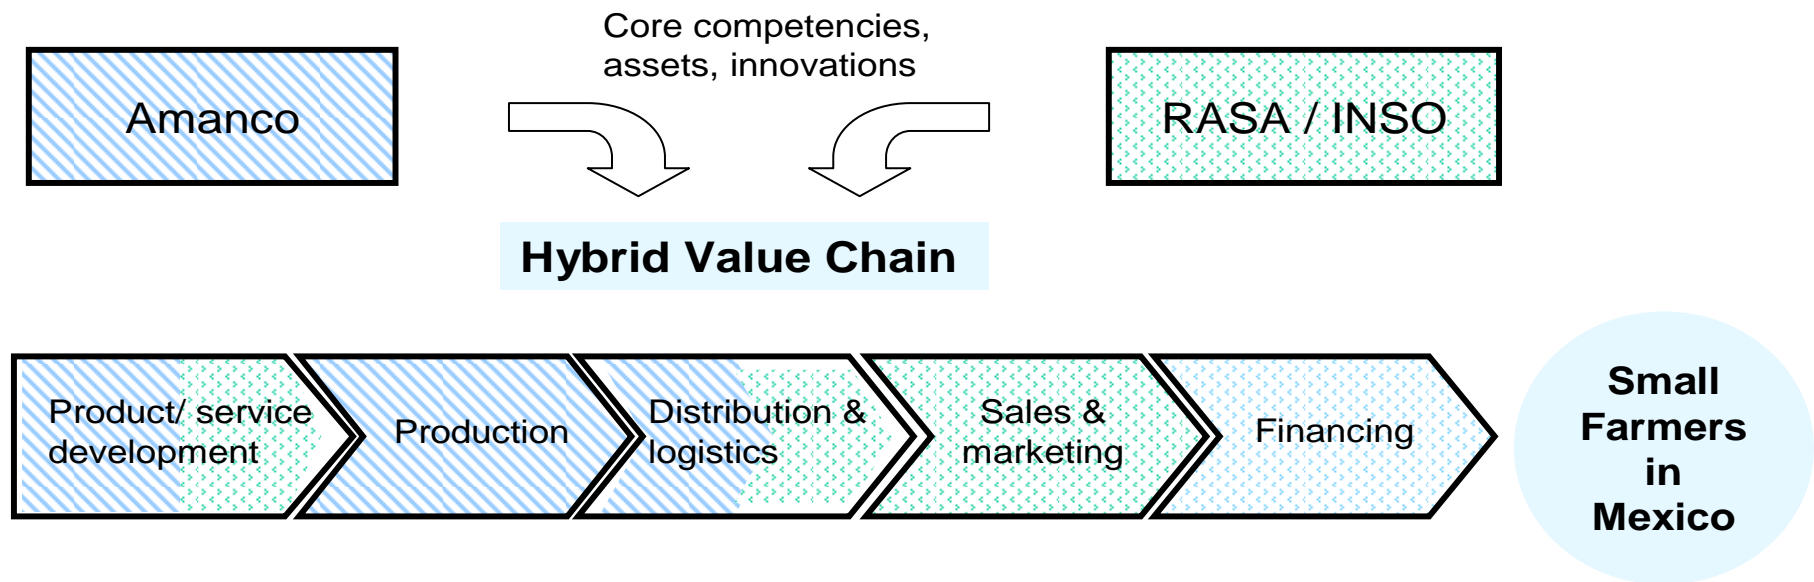 Core competencies,
assets, innovations
Amanco
RASA / INSO
Hybrid Value Chain
Product/ service
development
Production
Distribution &
logistics
Sales &
marketing
Financing
Small
Farmers
in
Mexico